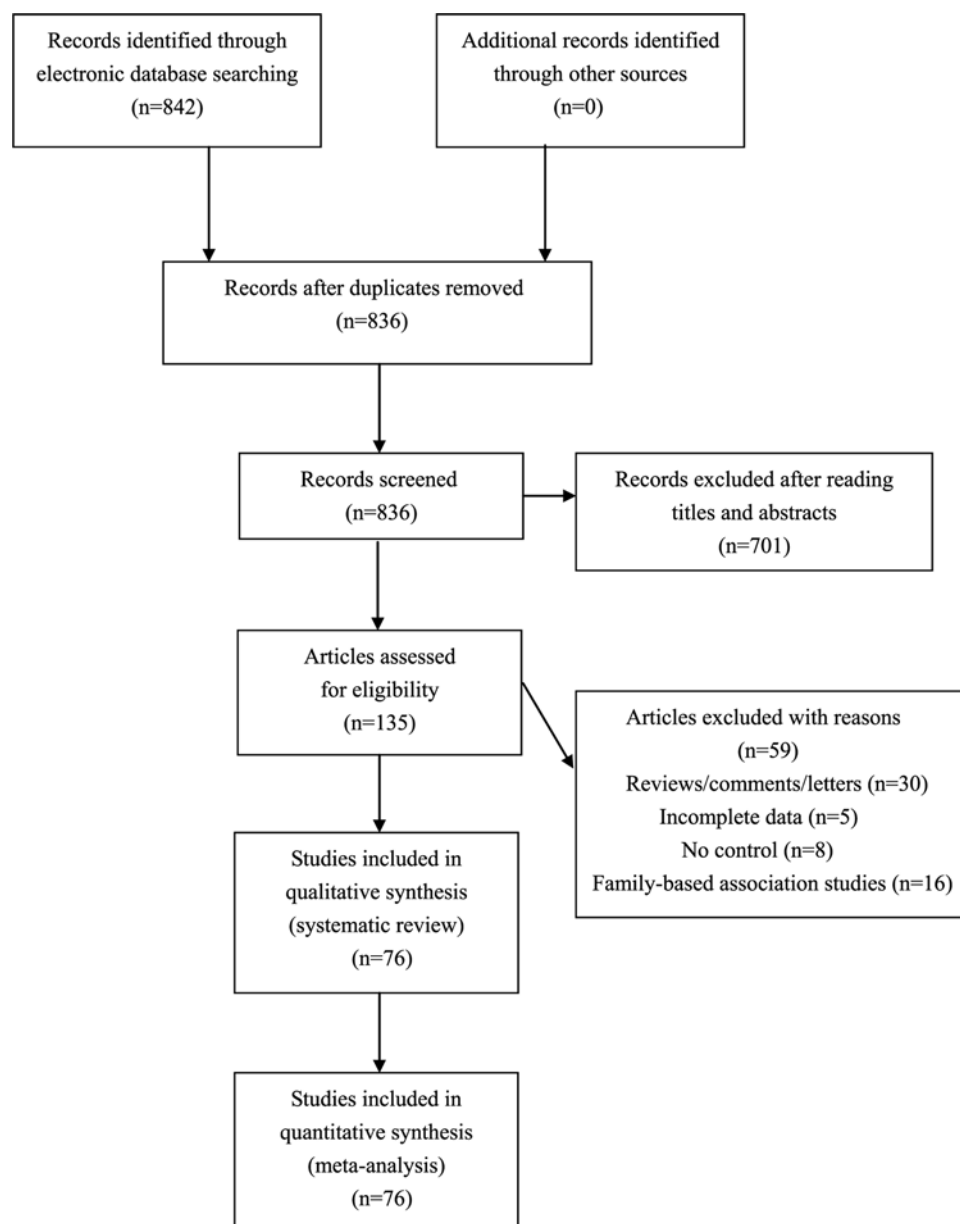 Records identified through
electronic database searching
(n=842)
Additional records identified
through other sources
(n=0)
Records after duplicates removed
(n=836)
Records screened
(n=836)
Records excluded after reading
titles and abstracts
(n=701)
Articles assessed
for eligibility
(n=135)
Articles excluded with reasons
(n=59)
Reviews/comments/letters (n=30)
Incomplete data (n=5)
No control (n=8)
Family-based association studies (n=16)
Studies included in
qualitative synthesis
(systematic review)
(n=76)
Studies included in
quantitative synthesis
(meta-analysis)
(n=76)